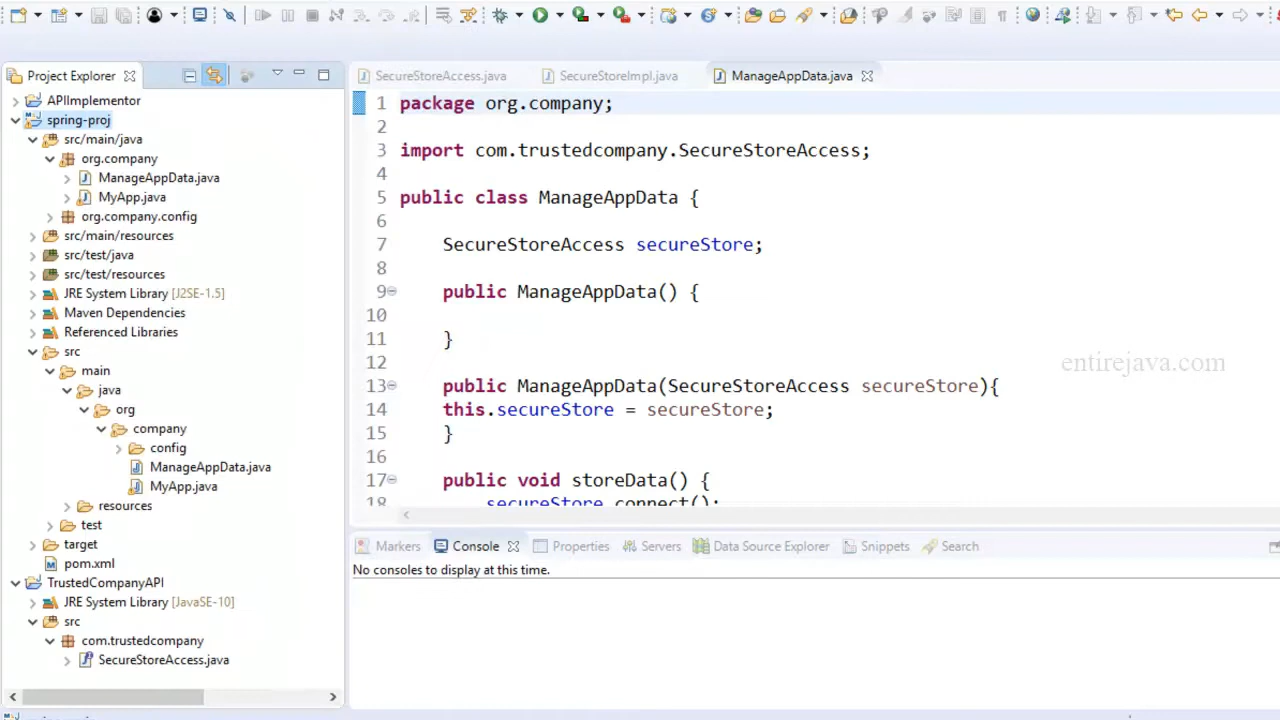 Project Explorer
SecureStoreAccess.java
SecureStoreImpl.java
ManageAppData.java
APIImplementor
spring-proj
src/main/java
org.company
ManageAppData.java
MyApp.java
org.company.config
src/main/resources
src/test/java
src/test/resources
JRE System Library [J2SE-1.5]
Maven Dependencies
Referenced Libraries
src
main
java
org
company
config
ManageAppData.java
MyApp.java
resources
test
target
pom.xml
TrustedCompanyAPI
JRE System Library [JavaSE-10]
src
com.trustedcompany
SecureStoreAccess.java
1 package org.company;
2
3 import com.trustedcompany.SecureStoreAccess;
4
5 public class ManageAppData {
6
7 SecureStoreAccess secureStore;
8
9 public ManageAppData() {
10
11 }
12
13 public ManageAppData(SecureStoreAccess secureStore){
14 this.secureStore = secureStore;
15 }
16
17 public void storeData() {
18 secureStore.connect();
entirejava.com
Markers
Console
Properties
Servers
Data Source Explorer
Snippets
Search
No consoles to display at this time.